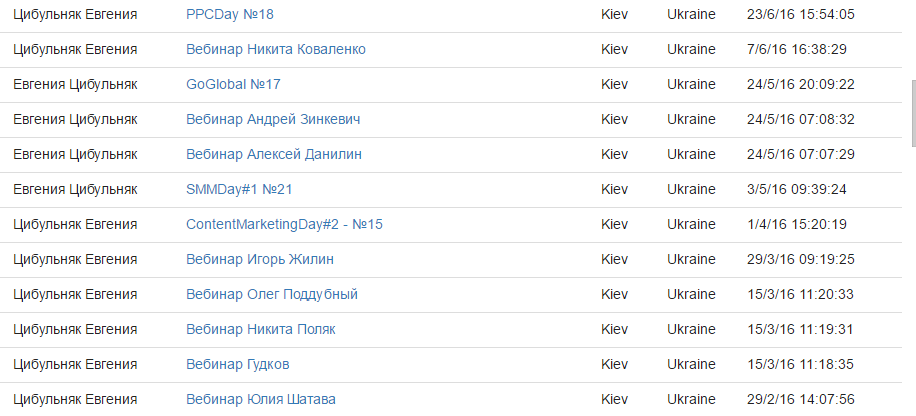 Цибульняк Евгения PPCDay №18 Kiev Ukraine 23/6/16 15:54:05
Цибульняк Евгения Вебинар Никита Коваленко Kiev Ukraine 7/6/16 16:38:29
Евгения Цибульняк GoGlobal №17 Kiev Ukraine 24/5/16 20:09:22
Евгения Цибульняк Вебинар Андрей Зинкевич Kiev Ukraine 24/5/16 07:08:32
Евгения Цибульняк Вебинар Алексей Данилин Kiev Ukraine 24/5/16 07:07:29
Евгения Цибульняк SMMDay#1 №21 Kiev Ukraine 3/5/16 09:39:24
Цибульняк Евгения ContentMarketingDay#2 - №15 Kiev Ukraine 1/4/16 15:20:19
Цибульняк Евгения Вебинар Игорь Жилин Kiev Ukraine 29/3/16 09:19:25
Цибульняк Евгения Вебинар Олег Поддубный Kiev Ukraine 15/3/16 11:20:33
Цибульняк Евгения Вебинар Никита Поляк Kiev Ukraine 15/3/16 11:19:31
Цибульняк Евгения Вебинар Гудков Kiev Ukraine 15/3/16 11:18:35
Цибульняк Евгения Вебинар Юлия Шатава Kiev Ukraine 29/2/16 14:07:56